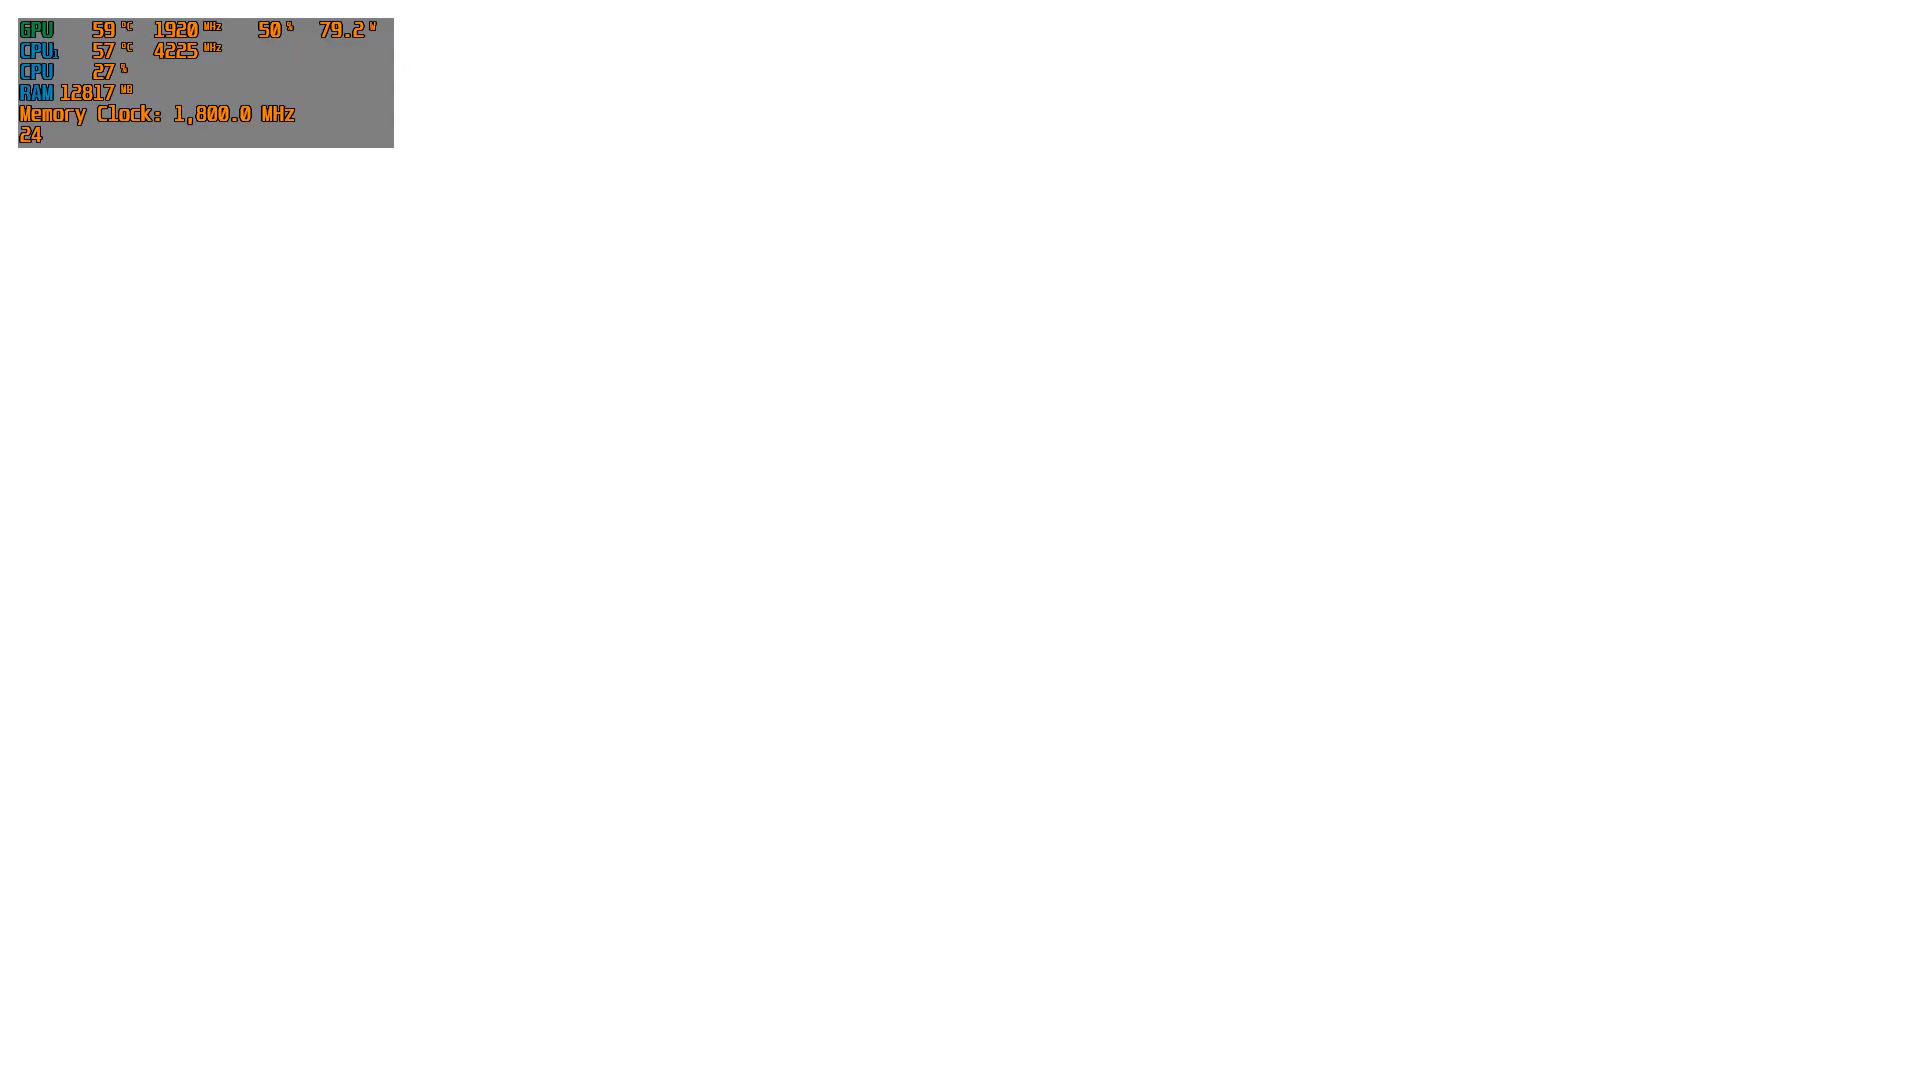 GPU 59 °C 1920 MHz 50 % 79.2 W
CPU1 57 °C 4225 MHz
CPU 27 %
RAM 12817 MB
Memory Clock: 1,800.0 MHz
24